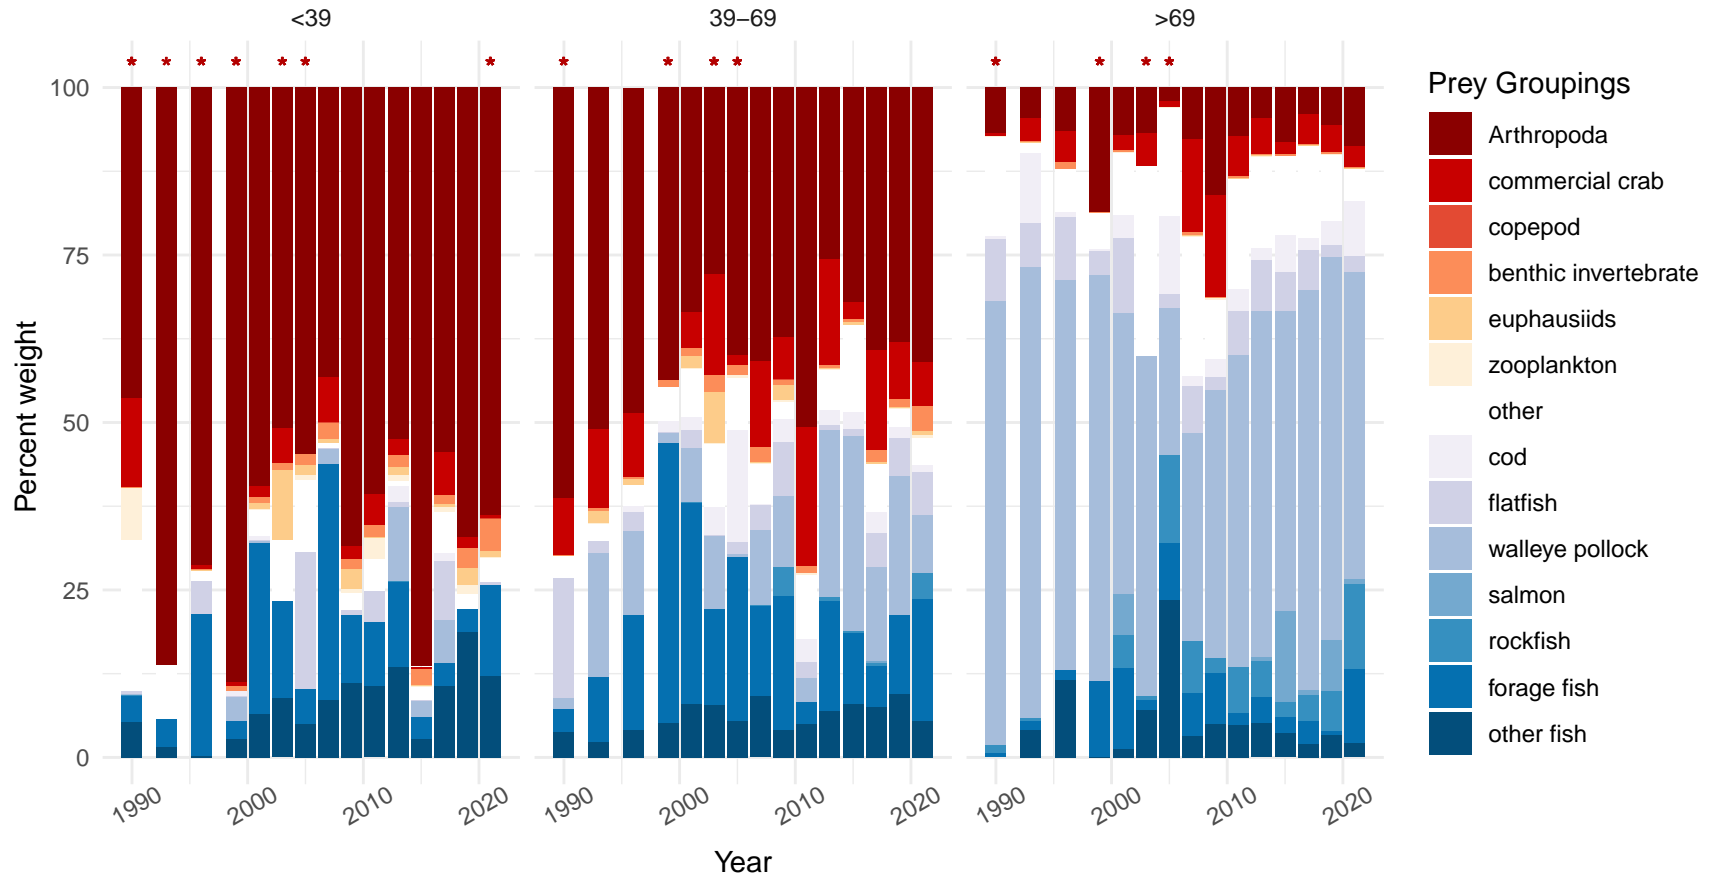 <39
39–69
>69
* * * * * * *
* * * *
* * * *
Percent weight
100
75
50
25
0
1990 2000 2010 2020
1990 2000 2010 2020
1990 2000 2010 2020
Year
Prey Groupings
Arthropoda
commercial crab
copepod
benthic invertebrate
euphausiids
zooplankton
other
cod
flatfish
walleye pollock
salmon
rockfish
forage fish
other fish